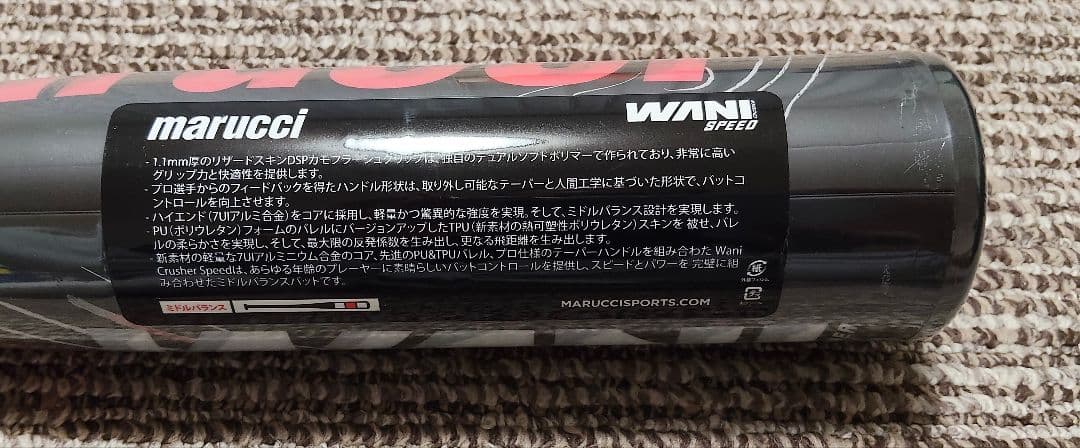 marucci
WANI
SPEED
- 1.1mm厚のリザードスキンDSPカモフラージュグリップは、独自のデュアルソフトポリマーで作られており、非常に高い
グリップ力と快適性を提供します。
- プロ選手からのフィードバックを得たハンドル形状は、取り外し可能なテーパーと人間工学に基づいた形状で、バットコ
ントロールを向上させます。
- ハイエンド(7UIアルミ合金)をコアに採用し、軽量かつ驚異的な強度を実現。そして、ミドルバランス設計を実現します。
- PU(ポリウレタン)フォームのバレルにバージョンアップしたTPU(新素材の熱可塑性ポリウレタン)スキンを 被せ、バレ
ルの柔らかさを実現し、そして、最大限の反発係数を生み出し、更なる飛距離を生み出します。
- 新素材の軽量な7UIアルミニウム合金のコア、先進のPU&TPUバレル、プロ仕様のテーパーハンドルを組み合わた Wani
Crusher Speedは、あらゆる年齢のプレーヤーに素晴らしいバットコントロールを提供し、スピードとパワーを 完璧に組
み合わせたミドルバランスバットです。
ミドルバランス
MARUCCISPORTS.COM
紙